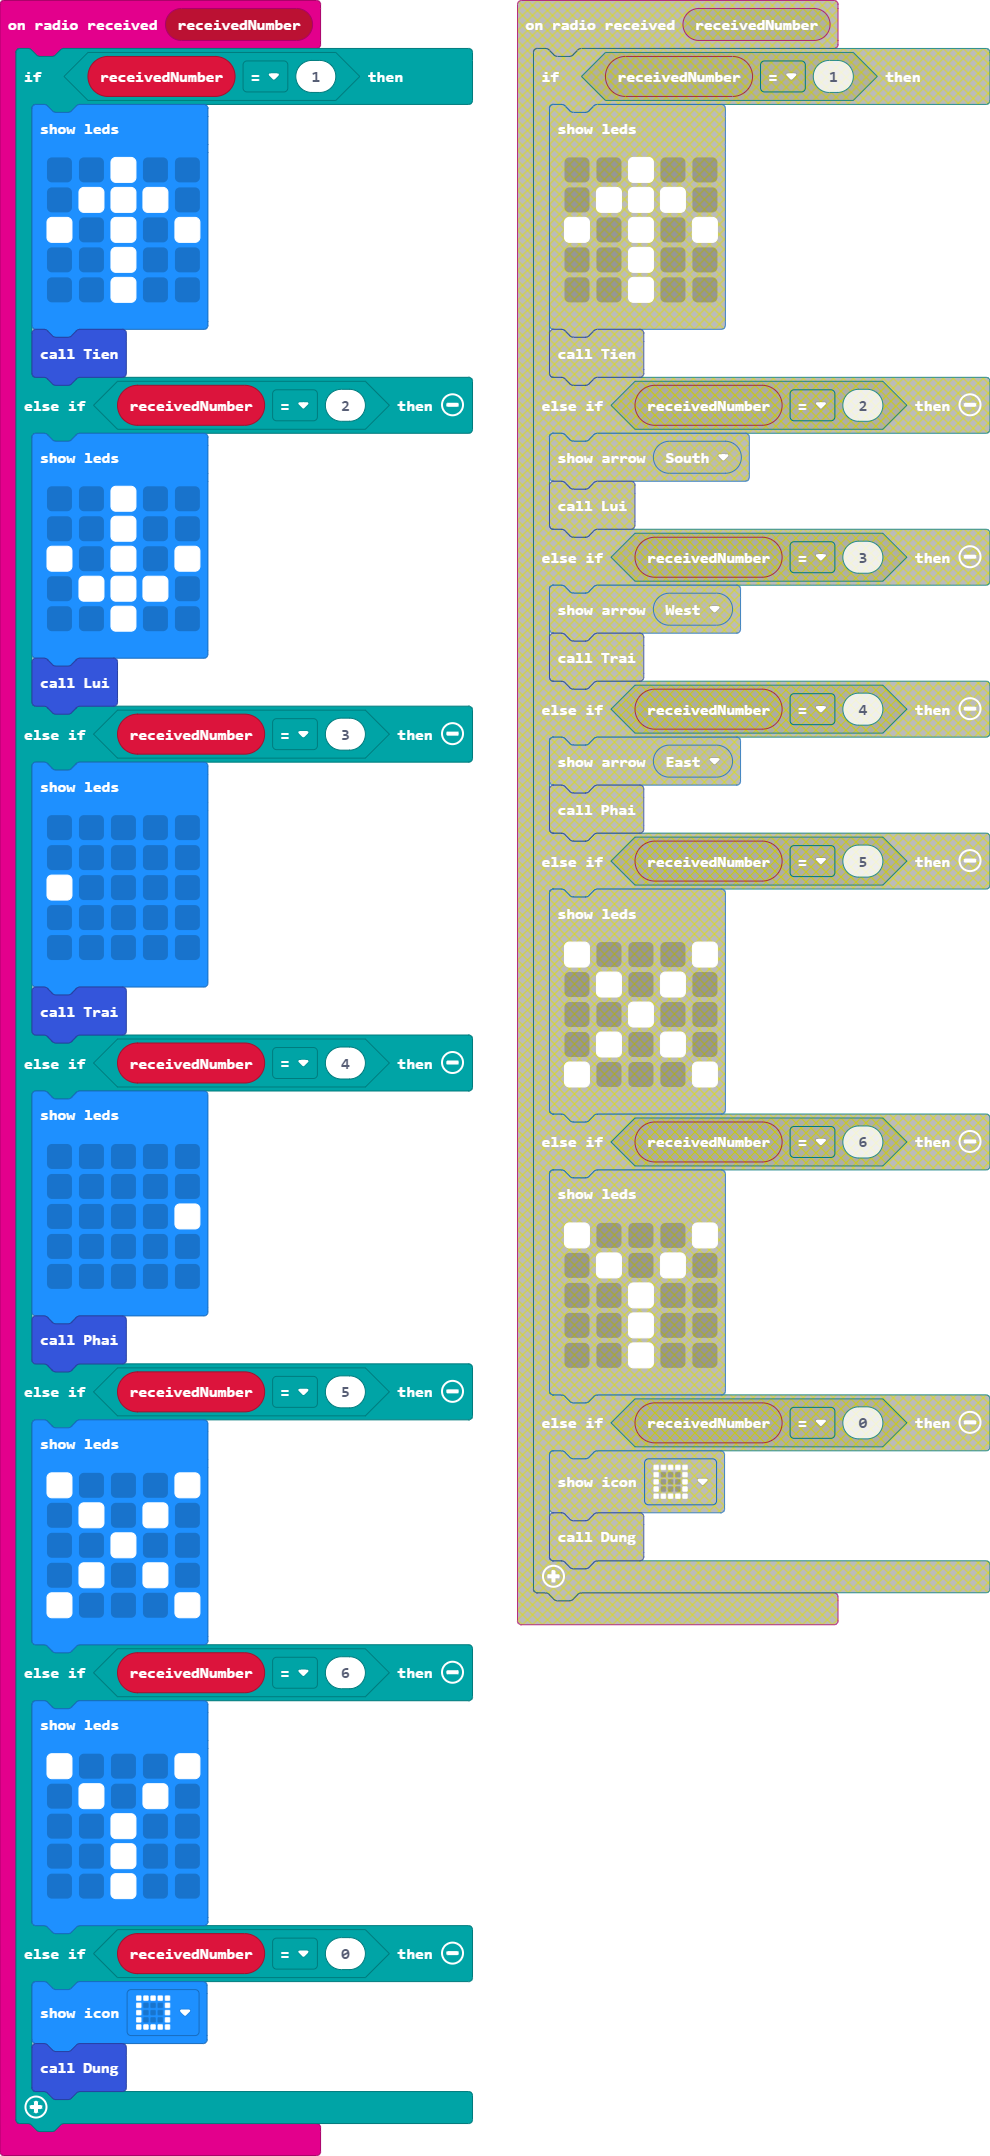 on radio received receivedNumber
if receivedNumber = 1 then
show leds
call Tien
else if receivedNumber = 2 then
show leds
call Lui
else if receivedNumber = 3 then
show leds
call Trai
else if receivedNumber = 4 then
show leds
call Phai
else if receivedNumber = 5 then
show leds
else if receivedNumber = 6 then
show leds
else if receivedNumber = 0 then
show icon
call Dung
on radio received receivedNumber
if receivedNumber = 1 then
show leds
call Tien
else if receivedNumber = 2 then
show arrow South
call Lui
else if receivedNumber = 3 then
show arrow West
call Trai
else if receivedNumber = 4 then
show arrow East
call Phai
else if receivedNumber = 5 then
show leds
else if receivedNumber = 6 then
show leds
else if receivedNumber = 0 then
show icon
call Dung